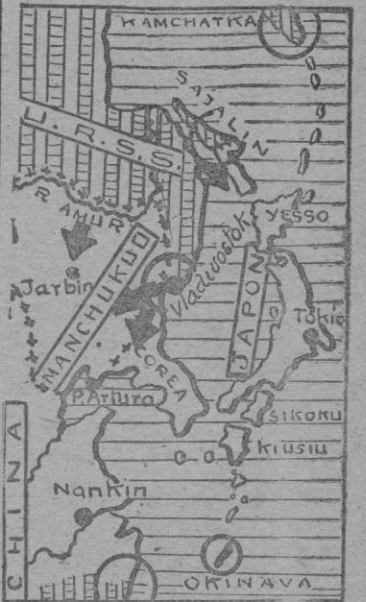 KAMCHATKA
SAJALIN
U.R.S.S.
R AMUR
YESSO
Vladivostok
Jarbin
MANCHUKUO
JAPON
Tokio
COREA
P.Arturo
SIKOKU
KIUSIU
CHINA
Nankin
OKINAVA